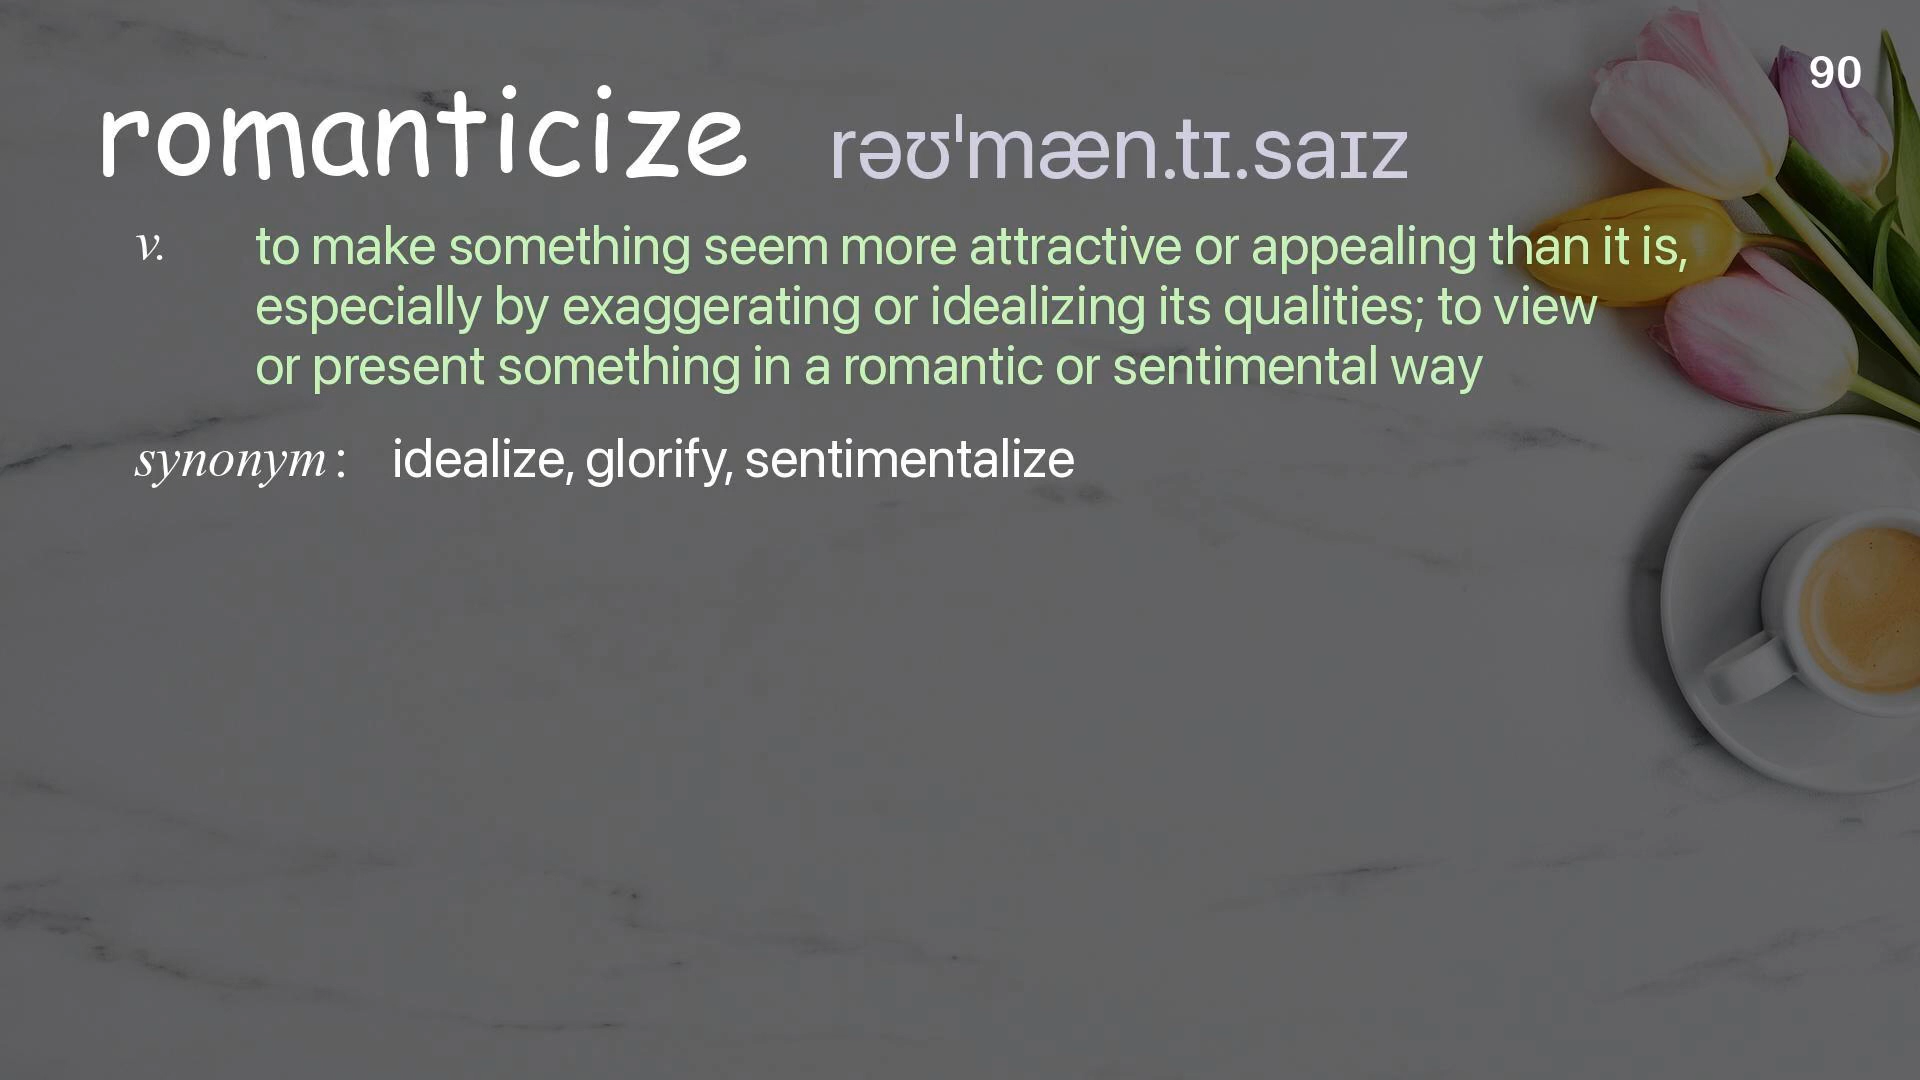 90
romanticize rəʊˈmæn.tɪ.saɪz
v. to make something seem more attractive or appealing than it is,
especially by exaggerating or idealizing its qualities; to view
or present something in a romantic or sentimental way
synonym : idealize, glorify, sentimentalize